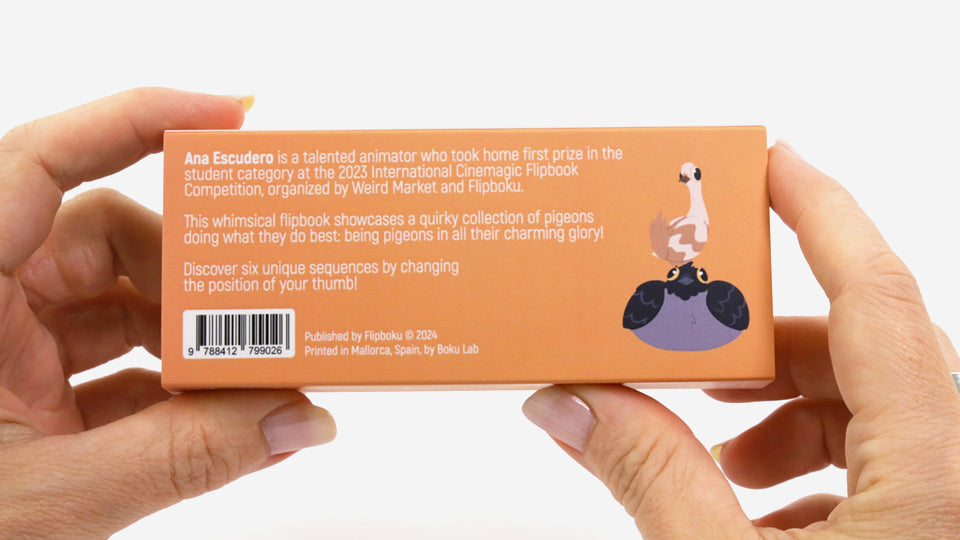 Ana Escudero is a talented animator who took home first prize in the
student category at the 2023 International Cinemagic Flipbook
Competition, organized by Weird Market and Flipboku.
This whimsical flipbook showcases a quirky collection of pigeons
doing what they do best: being pigeons in all their charming glory!
Discover six unique sequences by changing
the position of your thumb!
9 788412 799026
Published by Flipboku © 2024
Printed in Mallorca, Spain, by Boku Lab